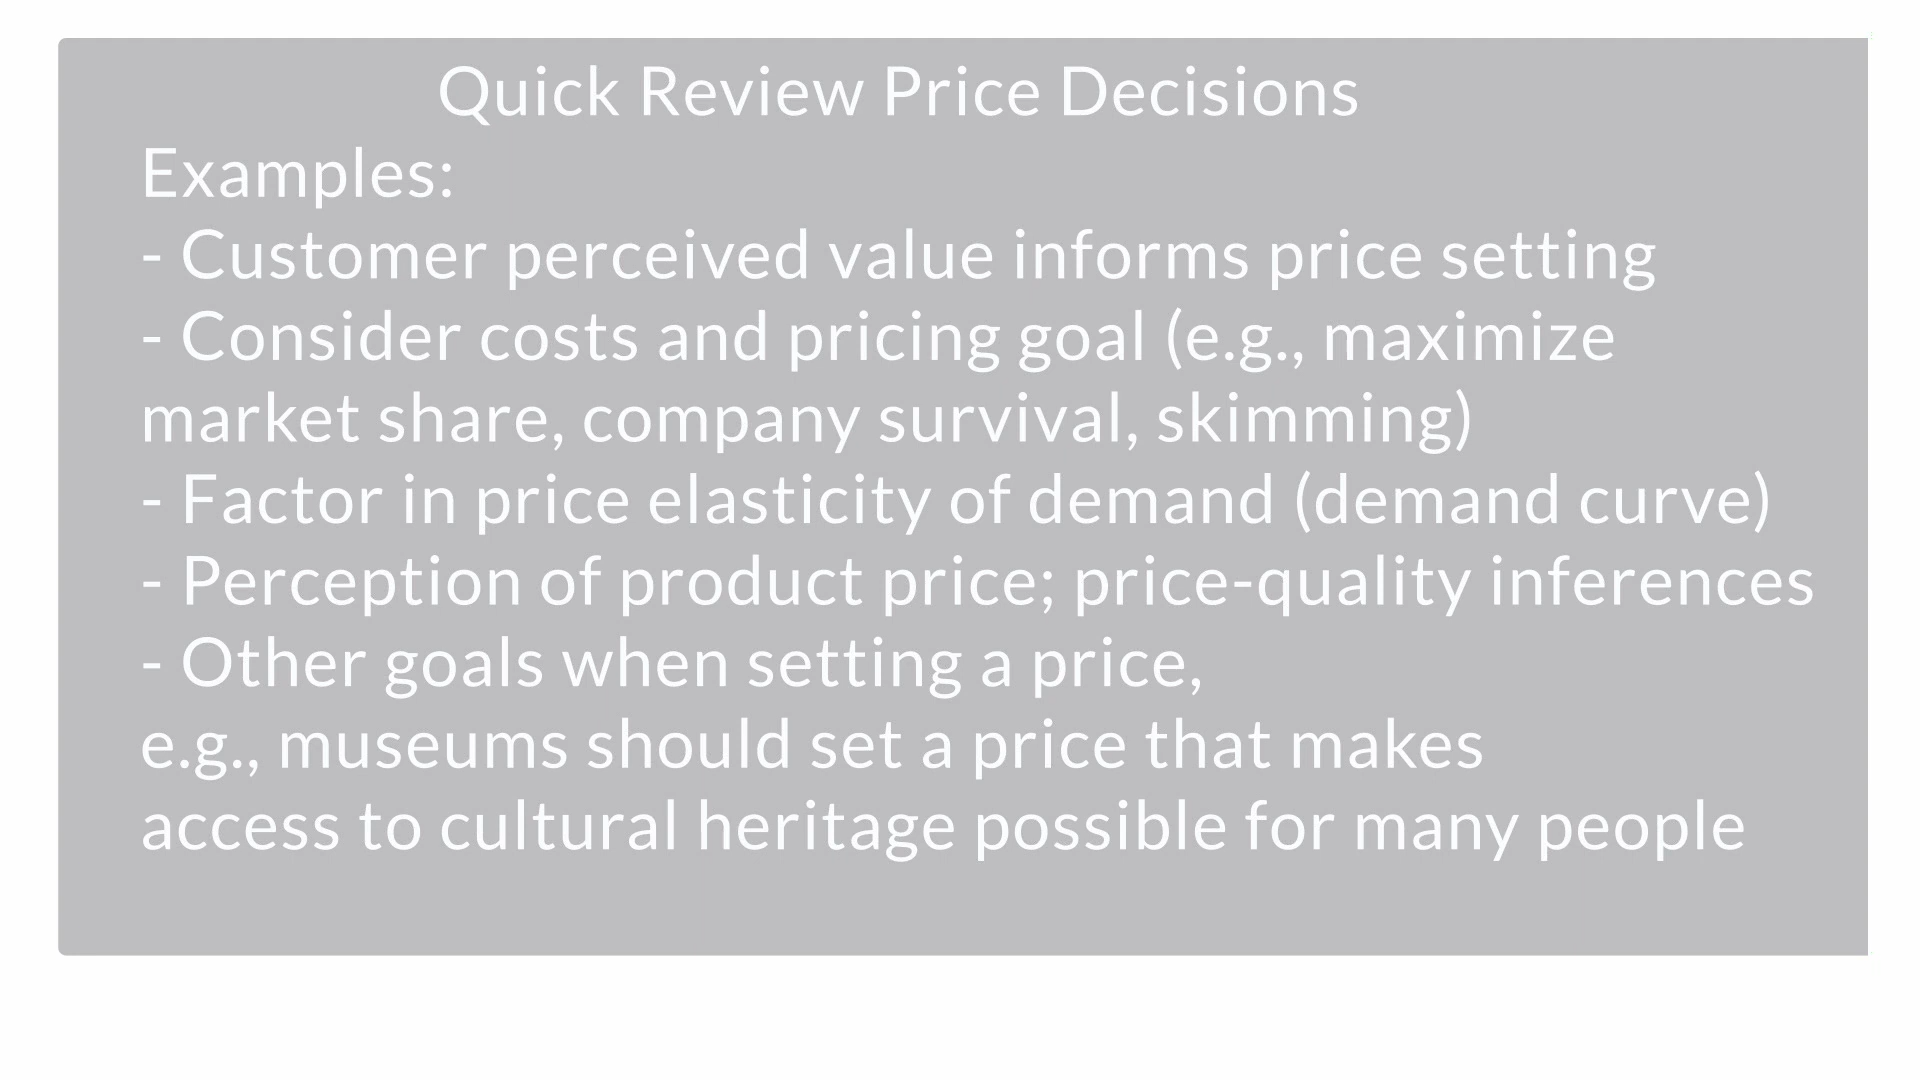 Quick Review Price Decisions
Examples:
- Customer perceived value informs price setting
- Consider costs and pricing goal (e.g., maximize
market share, company survival, skimming)
- Factor in price elasticity of demand (demand curve)
- Perception of product price; price-quality inferences
- Other goals when setting a price,
e.g., museums should set a price that makes
access to cultural heritage possible for many people